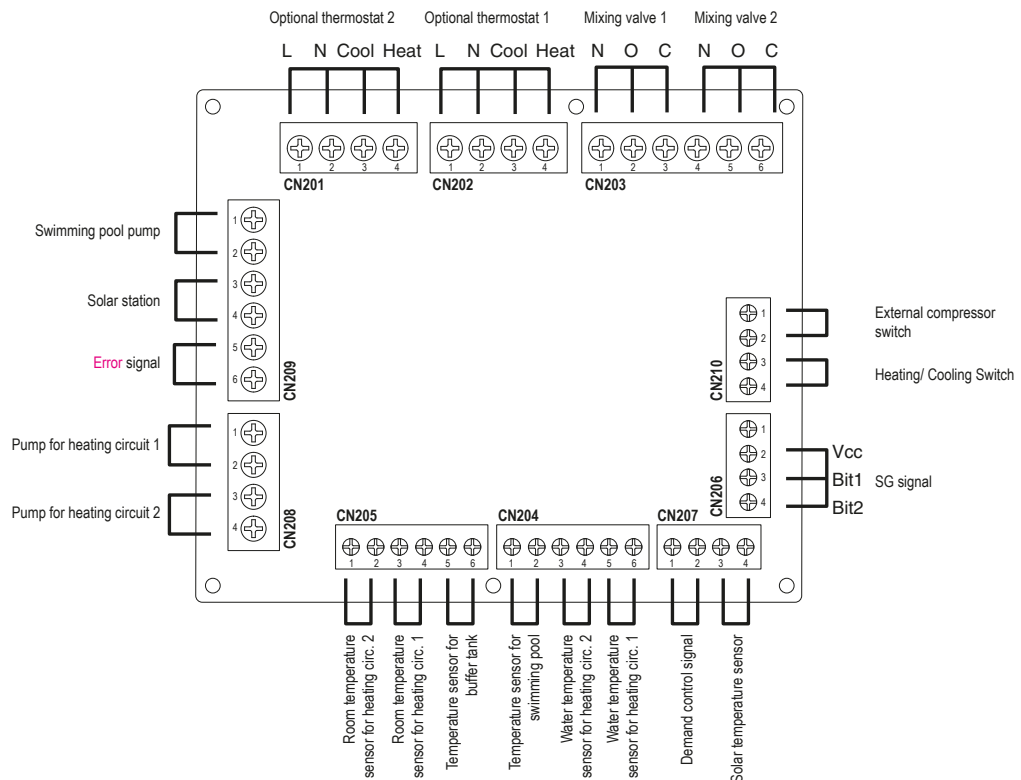 Optional thermostat 2
Optional thermostat 1
Mixing valve 1
Mixing valve 2
L N Cool Heat
L N Cool Heat
N O C
N O C
1 2 3 4
1 2 3 4
1 2 3 4 5 6
CN201
CN202
CN203
Swimming pool pump
Solar station
Error signal
1
2
3
4
5
6
CN209
Pump for heating circuit 1
Pump for heating circuit 2
1
2
3
4
CN208
External compressor
switch
Heating/ Cooling Switch
1
2
3
4
CN210
1
2
3
4
CN206
Vcc
Bit1
Bit2
SG signal
CN205
CN204
CN207
1 2 3 4 5 6
1 2 3 4 5 6
1 2 3 4
Room temperature
sensor for heating circ. 2
Room temperature
sensor for heating circ. 1
Temperature sensor for
buffer tank
Temperature sensor for
swimming pool
Water temperature
sensor for heating circ. 2
Water temperature
sensor for heating circ. 1
Demand control signal
Solar temperature sensor